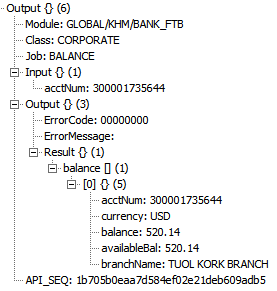 Output {} (6)
Module: GLOBAL/KHM/BANK_FTB
Class: CORPORATE
Job: BALANCE
Input {} (1)
acctNum: 300001735644
Output {} (3)
ErrorCode: 00000000
ErrorMessage:
Result {} (1)
balance [] (1)
[0] {} (5)
acctNum: 300001735644
currency: USD
balance: 520.14
availableBal: 520.14
branchName: TUOL KORK BRANCH
API_SEQ: 1b705b0eaa7d584ef02e21deb609adb5